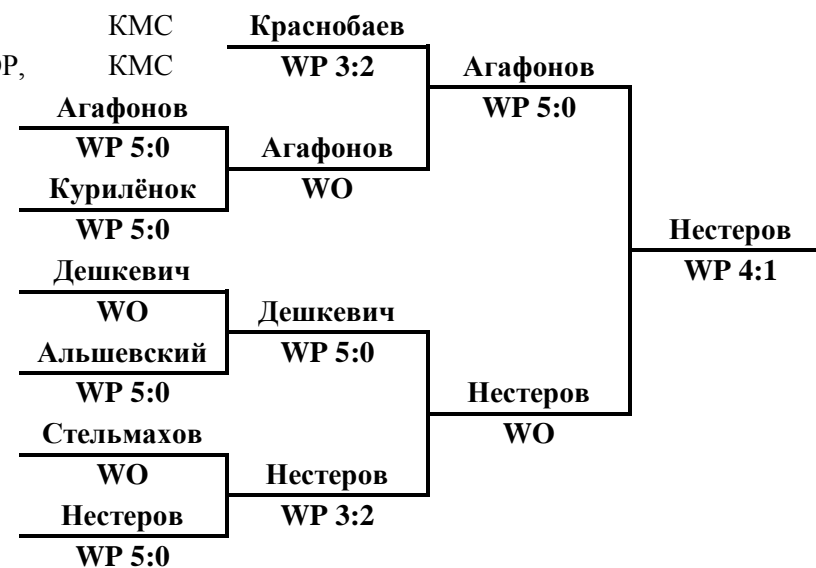 КМС Краснобаев
ОР, КМС WP 3:2 Агафонов
Агафонов WP 5:0
WP 5:0 Агафонов
Курилёнок WO
WP 5:0 Нестеров
Дешкевич WP 4:1
WO Дешкевич
Альшевский WP 5:0
WP 5:0 Нестеров
Стельмахов WO
WO Нестеров
Нестеров WP 3:2
WP 5:0